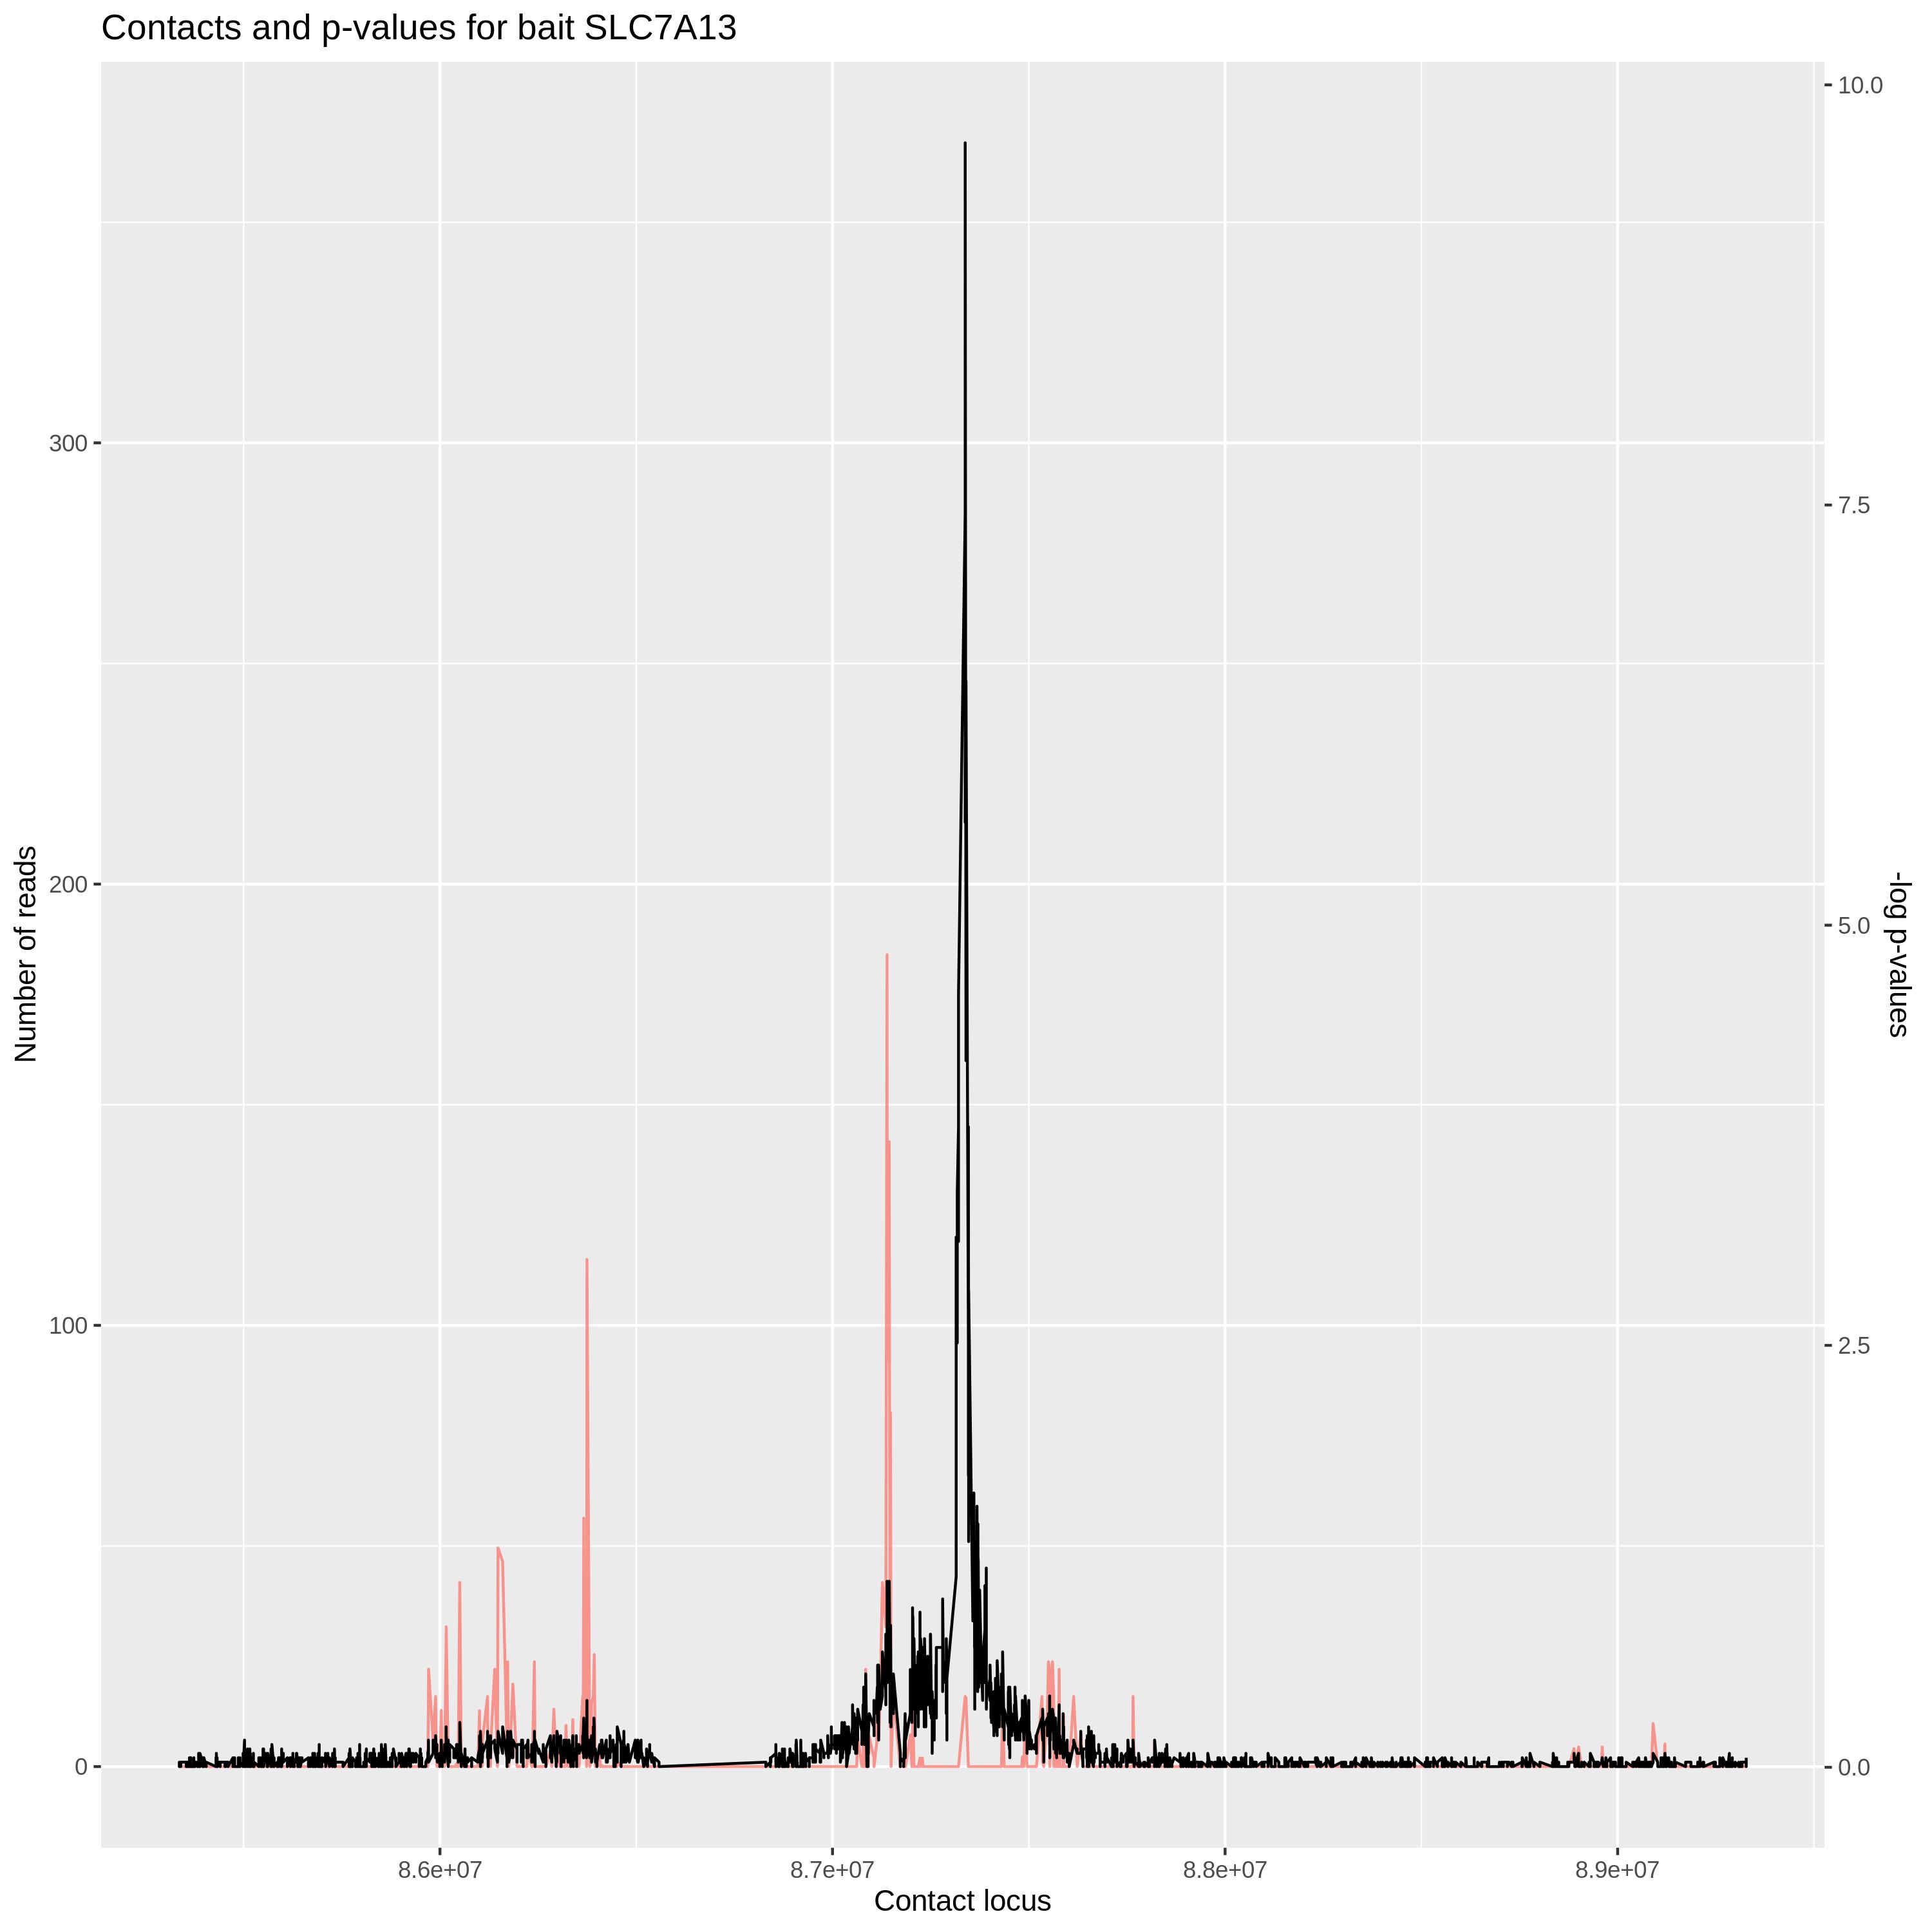 Contacts and p-values for bait SLC7A13
Number of reads
300
200
100
0
10.0
7.5
5.0
2.5
0.0
-log p-values
8.6e+07
8.7e+07
8.8e+07
8.9e+07
Contact locus